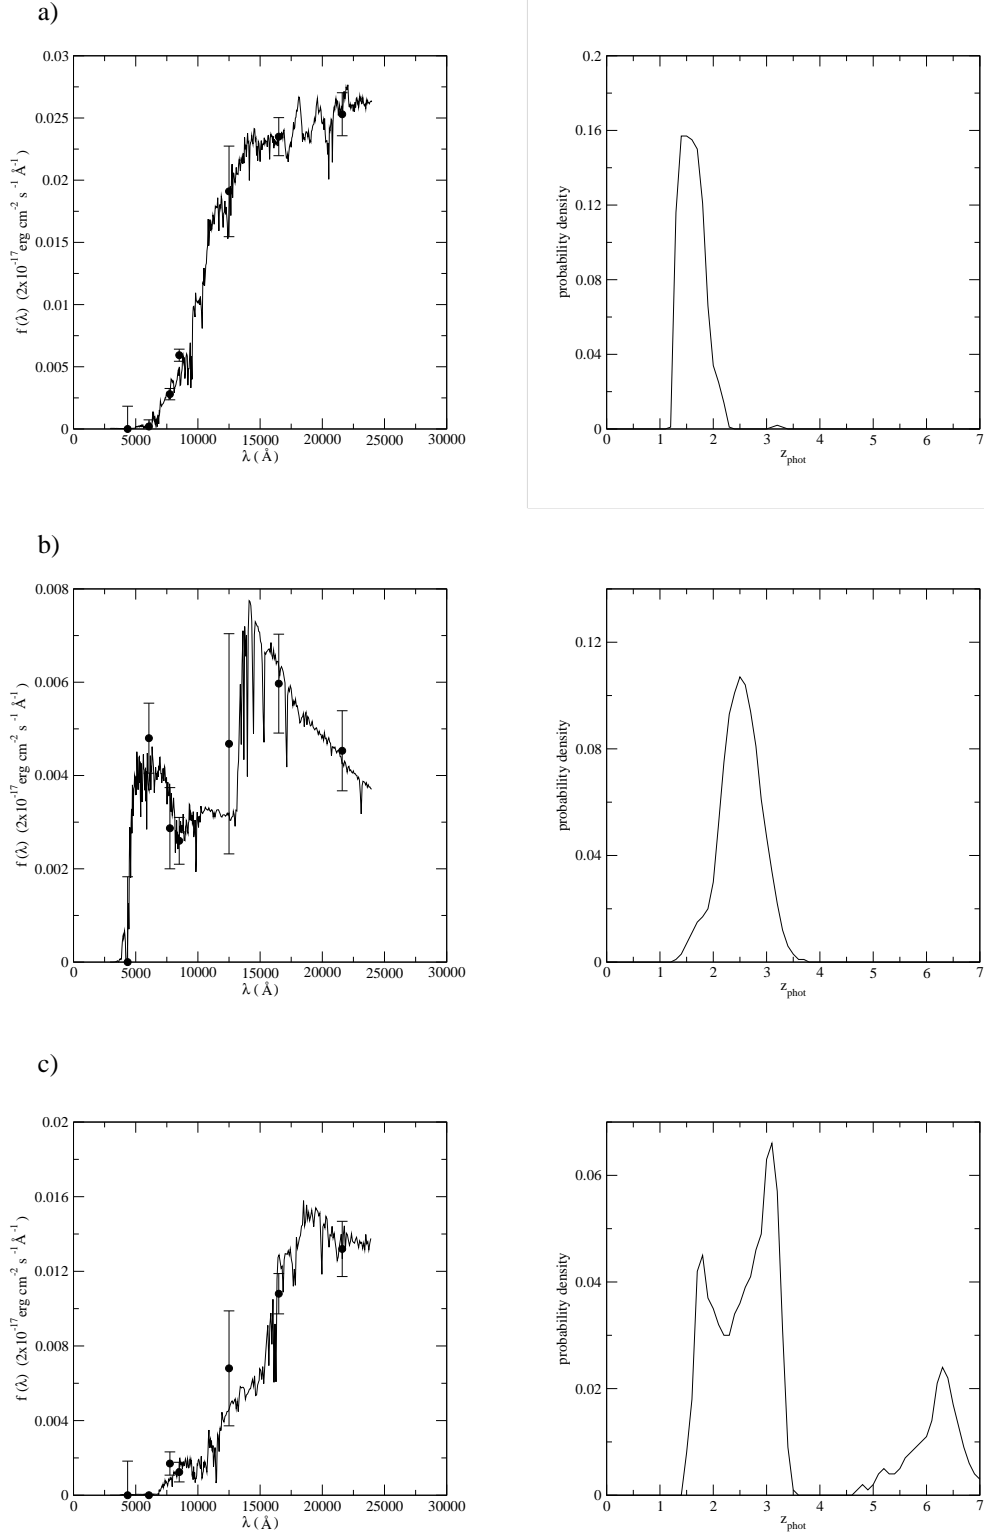 a)
0.03
0.025
0.02
0.015
0.01
0.005
0
0 5000 10000 15000 20000 25000 30000
λ ( Å )
f (λ) (2x10⁻¹⁷erg cm⁻² s⁻¹ Å⁻¹)
0.2
0.16
0.12
0.08
0.04
0
0 1 2 3 4 5 6 7
z_phot
probability density
b)
0.008
0.006
0.004
0.002
0
0 5000 10000 15000 20000 25000 30000
λ ( Å )
f (λ) (2x10⁻¹⁷erg cm⁻² s⁻¹ Å⁻¹)
0.12
0.08
0.04
0
0 1 2 3 4 5 6 7
z_phot
probability density
c)
0.02
0.016
0.012
0.008
0.004
0
0 5000 10000 15000 20000 25000 30000
λ ( Å )
f (λ) (2x10⁻¹⁷erg cm⁻² s⁻¹ Å⁻¹)
0.06
0.04
0.02
0
0 1 2 3 4 5 6 7
z_phot
probability density